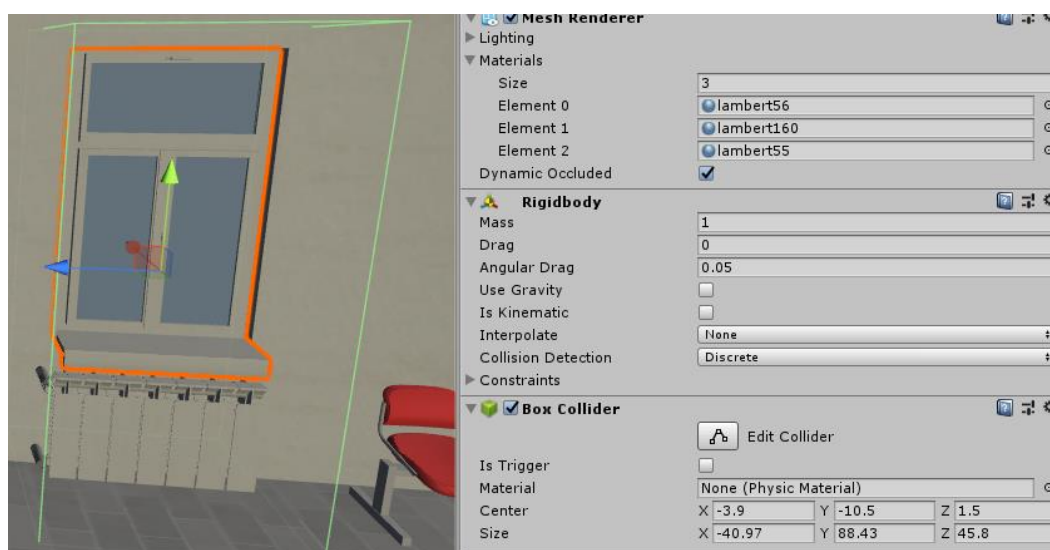 Mesh Renderer
Lighting
Materials
Size 3
Element 0 lambert56
Element 1 lambert160
Element 2 lambert55
Dynamic Occluded
Rigidbody
Mass 1
Drag 0
Angular Drag 0.05
Use Gravity
Is Kinematic
Interpolate None
Collision Detection Discrete
Constraints
Box Collider
Edit Collider
Is Trigger
Material None (Physic Material)
Center X -3.9 Y -10.5 Z 1.5
Size X -40.97 Y 88.43 Z 45.8